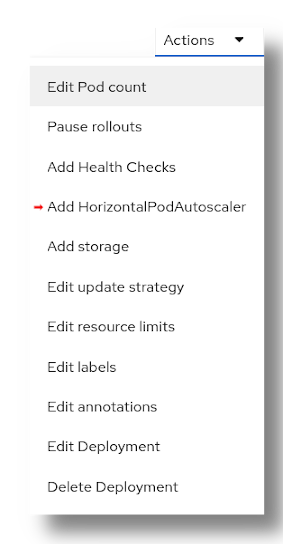 Actions
Edit Pod count
Pause rollouts
Add Health Checks
Add HorizontalPodAutoscaler
Add storage
Edit update strategy
Edit resource limits
Edit labels
Edit annotations
Edit Deployment
Delete Deployment